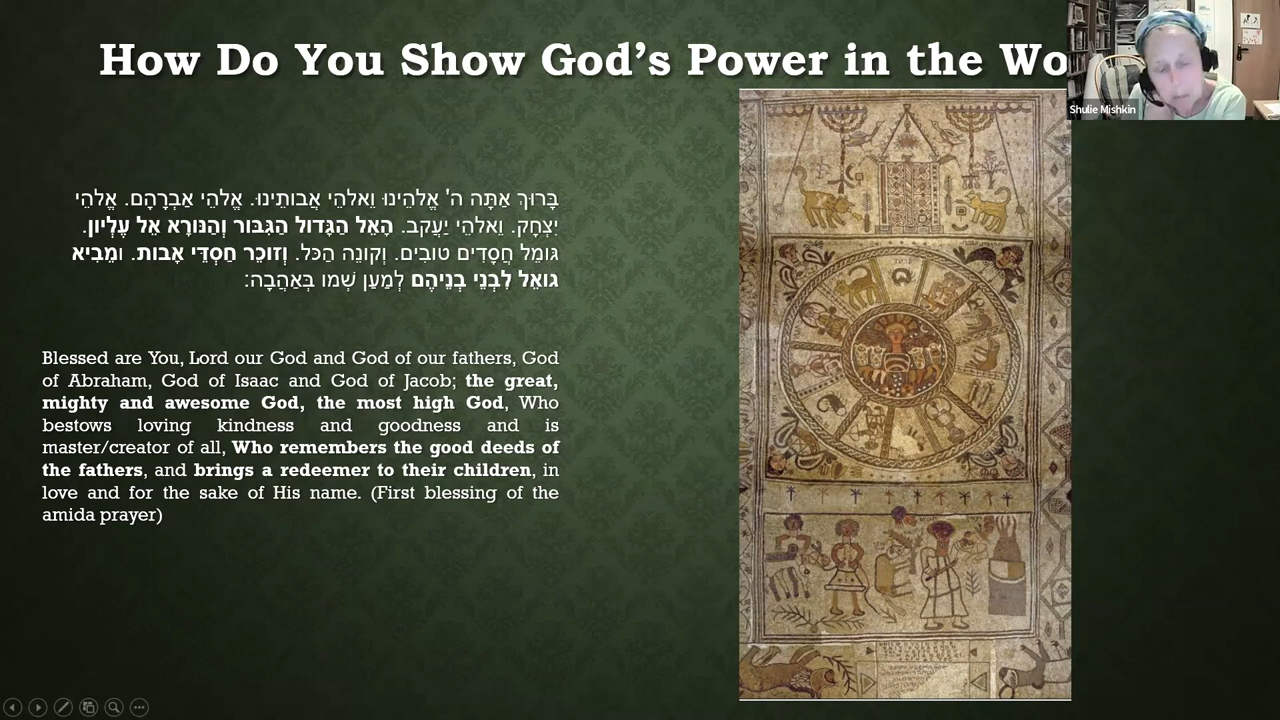 How Do You Show God's Power in the Wo
Shulie Mishkin
בָּרוּךְ אַתָּה ה' אֱלֹהֵינוּ וֵאלֹהֵי אֲבוֹתֵינוּ. אֱלֹהֵי אַבְרָהָם. אֱלֹהֵי
יִצְחָק. וֵאלֹהֵי יַעֲקֹב. הָאֵל הַגָּדוֹל הַגִּבּוֹר וְהַנּוֹרָא אֵל עֶלְיוֹן.
גּוֹמֵל חֲסָדִים טוֹבִים. וְקוֹנֵה הַכֹּל. וְזוֹכֵר חַסְדֵּי אָבוֹת. וּמֵבִיא
גוֹאֵל לִבְנֵי בְנֵיהֶם לְמַעַן שְׁמוֹ בְּאַהֲבָה:
Blessed are You, Lord our God and God of our fathers, God
of Abraham, God of Isaac and God of Jacob; the great,
mighty and awesome God, the most high God, Who
bestows loving kindness and goodness and is
master/creator of all, Who remembers the good deeds of
the fathers, and brings a redeemer to their children, in
love and for the sake of His name. (First blessing of the
amida prayer)